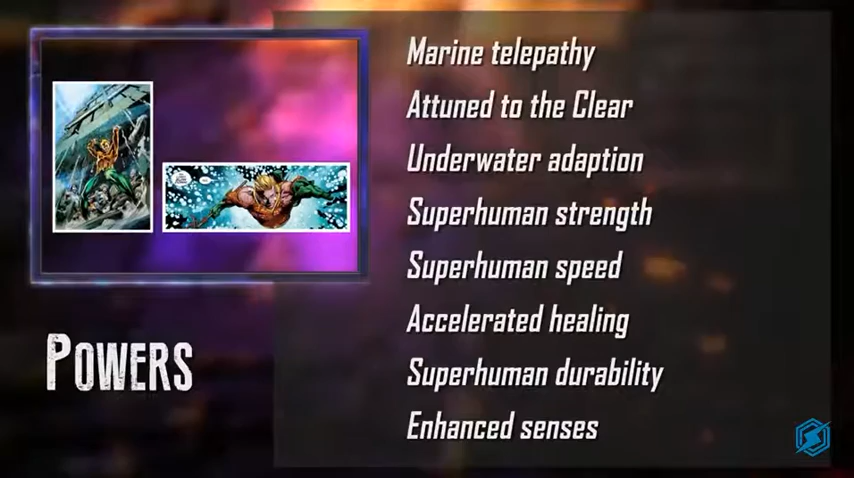 Marine telepathy
Attuned to the Clear
Underwater adaption
Superhuman strength
Superhuman speed
Accelerated healing
Superhuman durability
Enhanced senses
Powers